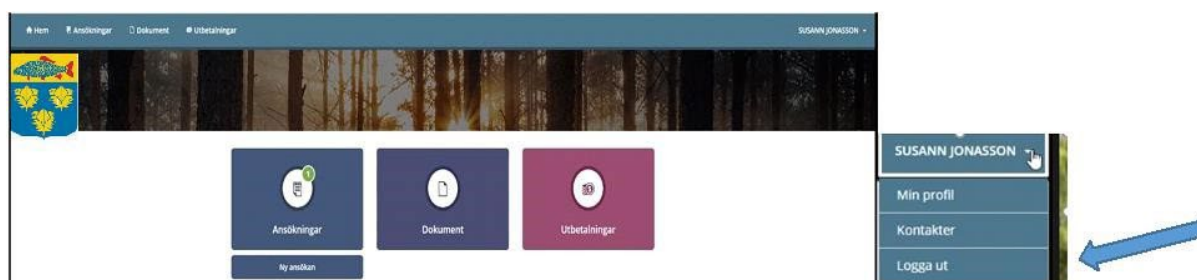 Hem Ansökningar Dokument Utbetalningar SUSANN JONASSON
1
Ansökningar Dokument Utbetalningar
Ny ansökan
SUSANN JONASSON
Min profil
Kontakter
Logga ut